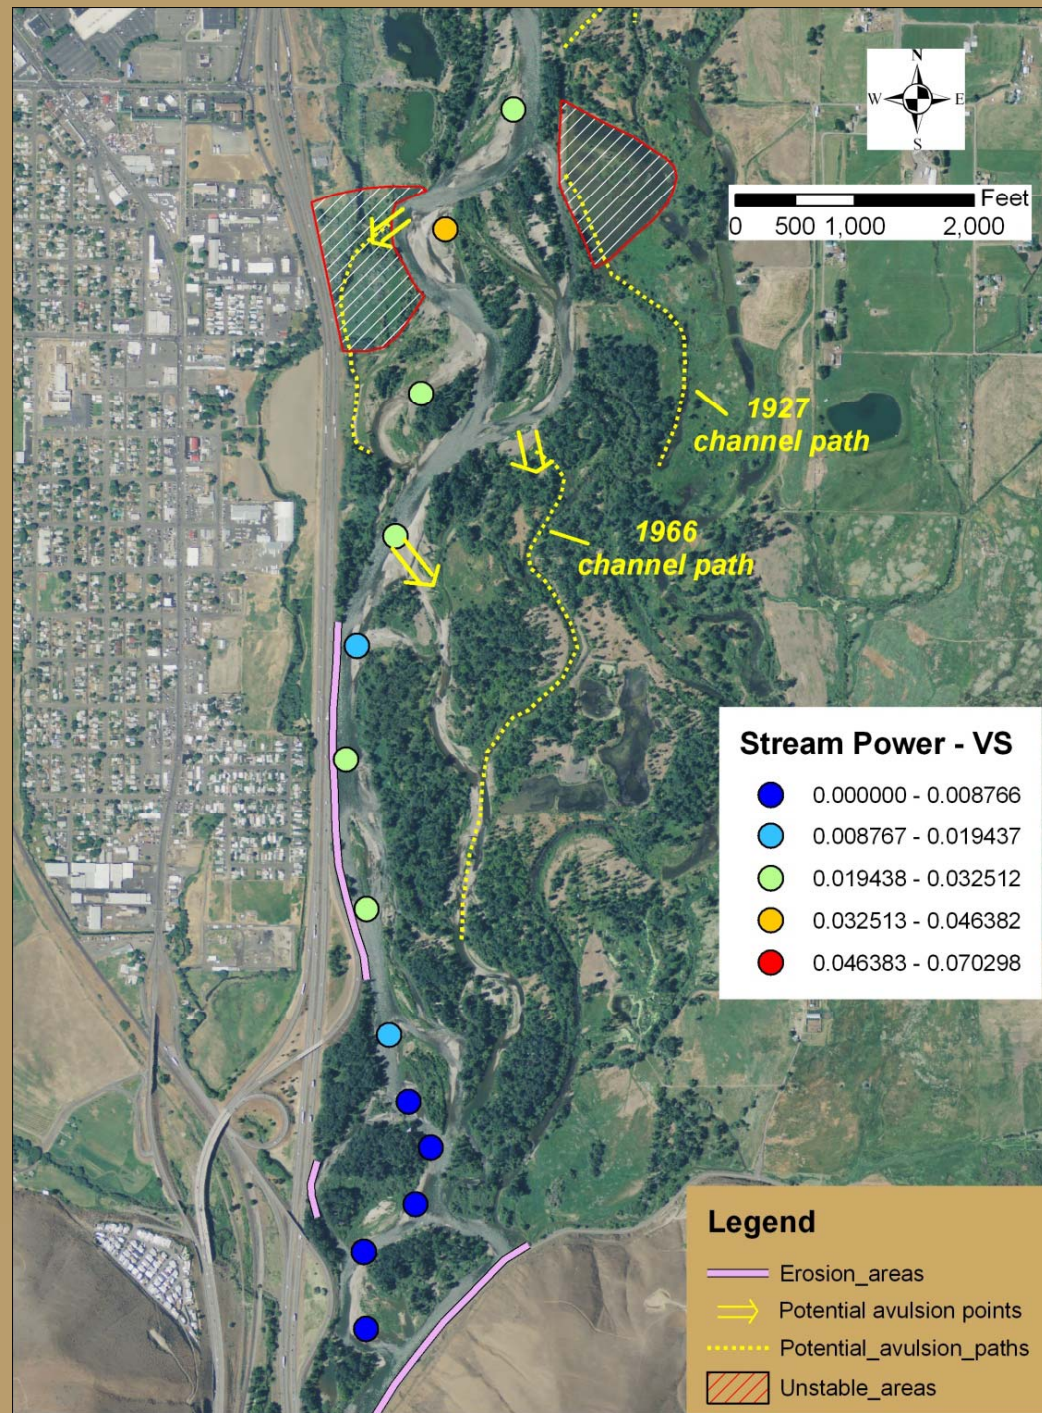 N
W E
S
Feet
0 500 1,000 2,000
1927
channel path
1966
channel path
Stream Power - VS
0.000000 - 0.008766
0.008767 - 0.019437
0.019438 - 0.032512
0.032513 - 0.046382
0.046383 - 0.070298
Legend
Erosion_areas
Potential avulsion points
Potential_avulsion_paths
Unstable_areas